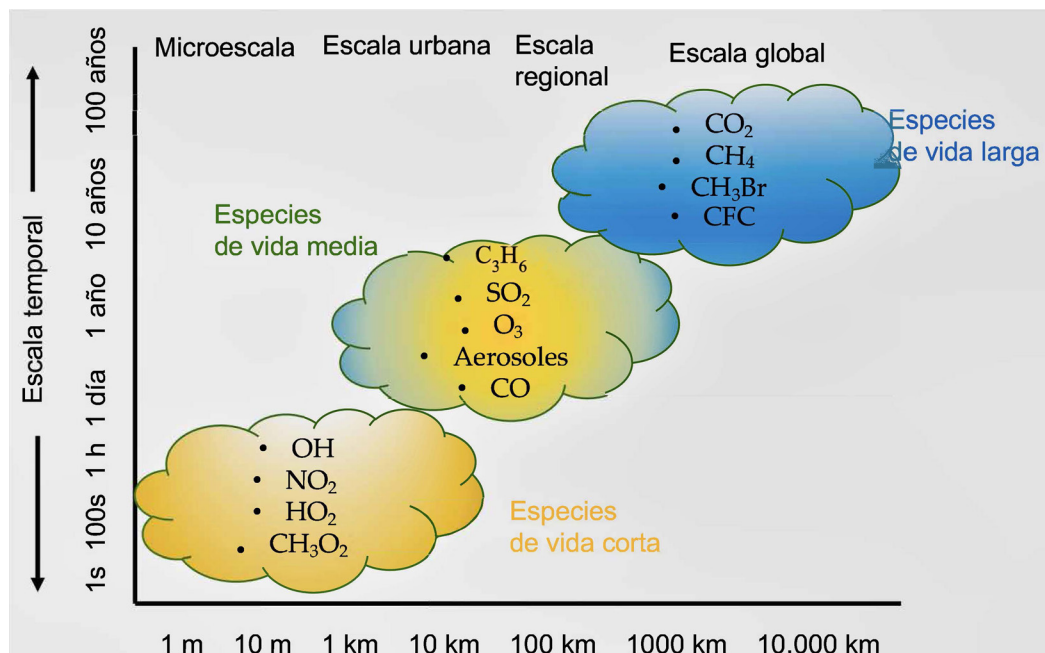 Microescala
Escala urbana
Escala
regional
Escala global
Especies
de vida larga
• CO₂
• CH₄
• CH₃Br
• CFC
Especies
de vida media
• C₃H₆
• SO₂
• O₃
• Aerosoles
• CO
• OH
• NO₂
• HO₂
• CH₃O₂
Especies
de vida corta
Escala temporal
100 años
10 años
1 año
1 día
1 h
100s
1s
1 m 10 m 1 km 10 km 100 km 1000 km 10.000 km